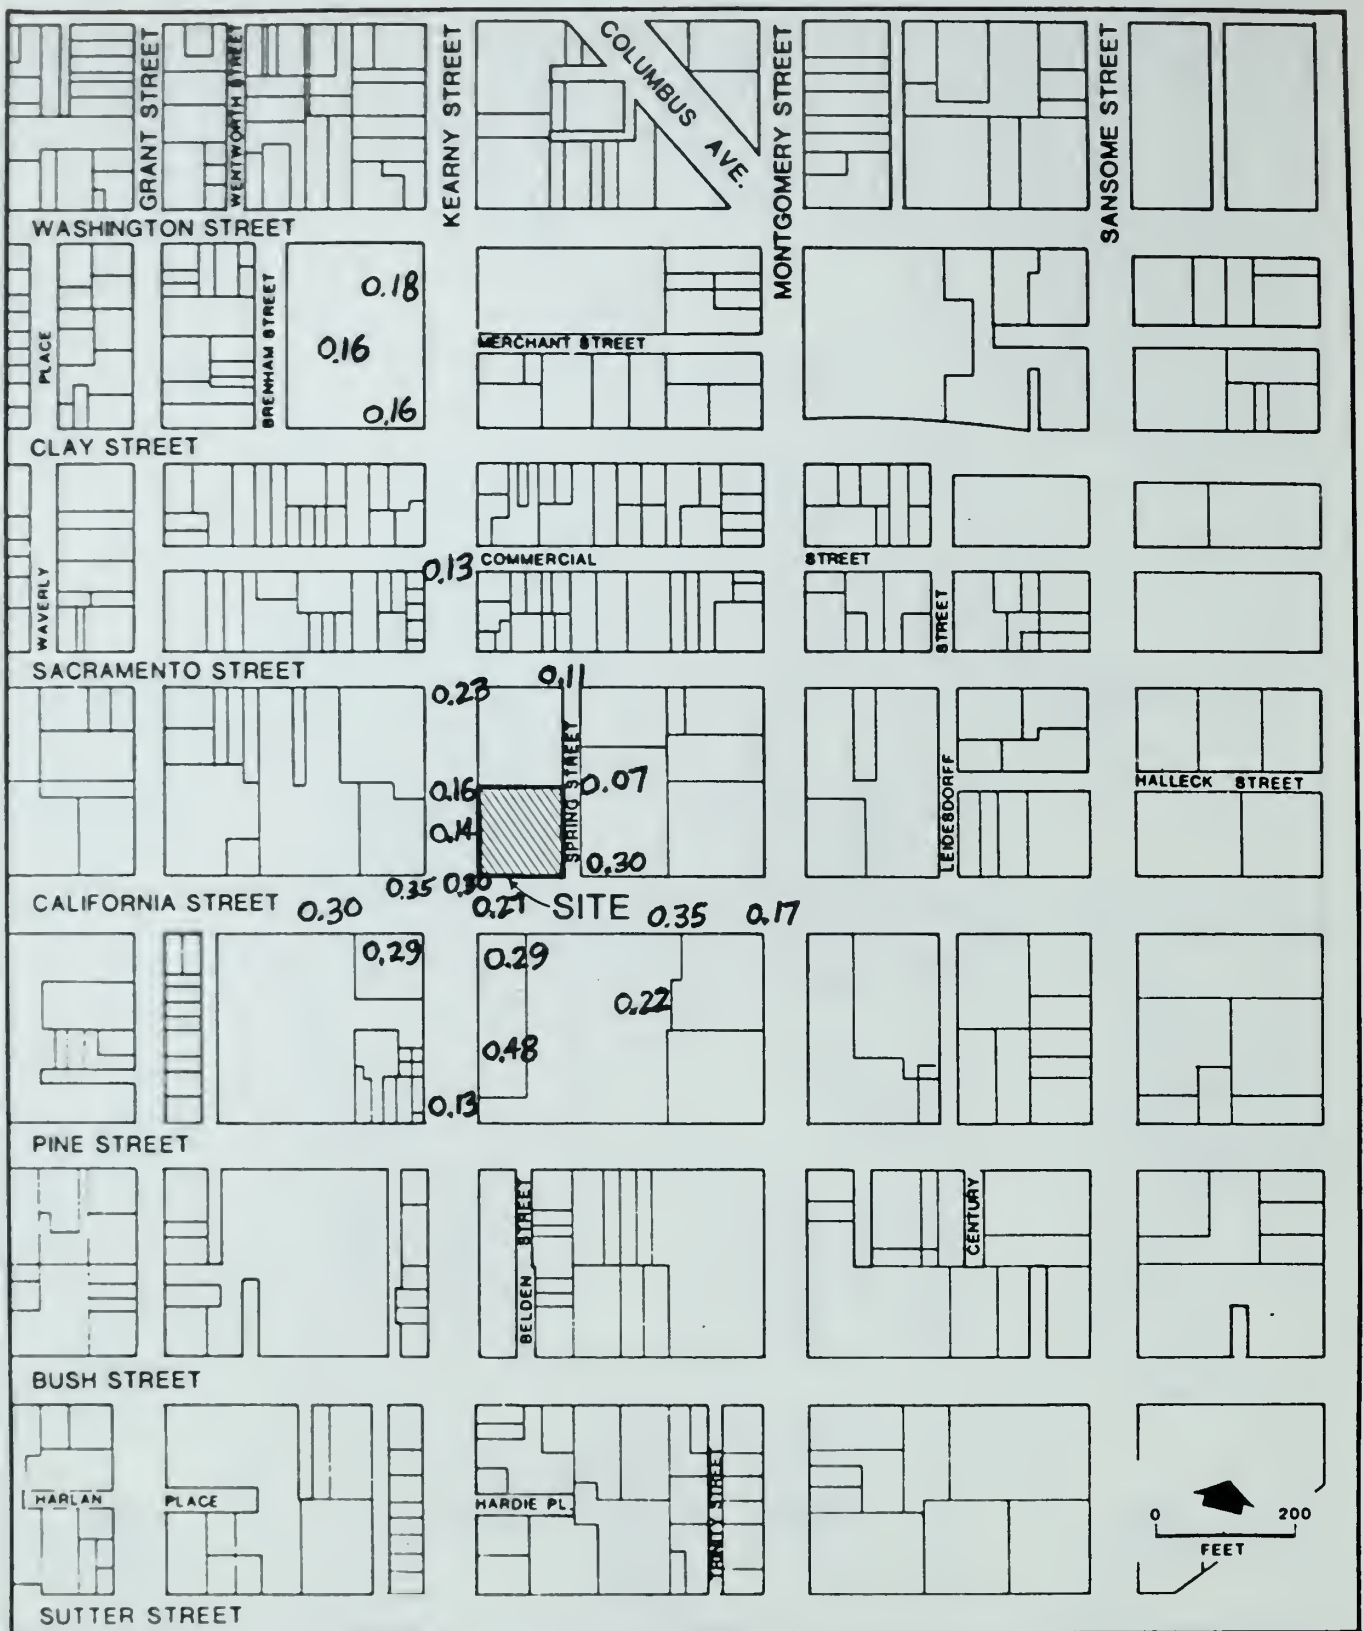 GRANT STREET
WENTWORTH STREET
KEARNY STREET
COLUMBUS AVE.
MONTGOMERY STREET
SANSOME STREET
WASHINGTON STREET
PLACE
BRENHAM STREET
0.18
0.16
0.16
MERCHANT STREET
CLAY STREET
WAVERLY
0.13
COMMERCIAL
STREET
STREET
SACRAMENTO STREET
0.23
0.11
SPRING STREET
0.16
0.07
0.14
0.30
LEIDESDORFF
HALLECK STREET
0.35 0.30
CALIFORNIA STREET
0.30
0.27
SITE
0.35
0.17
0.29
0.29
0.22
0.48
0.13
PINE STREET
BELDEN STREET
CENTURY
BUSH STREET
HARLAN
PLACE
HARDIE PL.
TRINITY STREET
0 200
FEET
SUTTER STREET